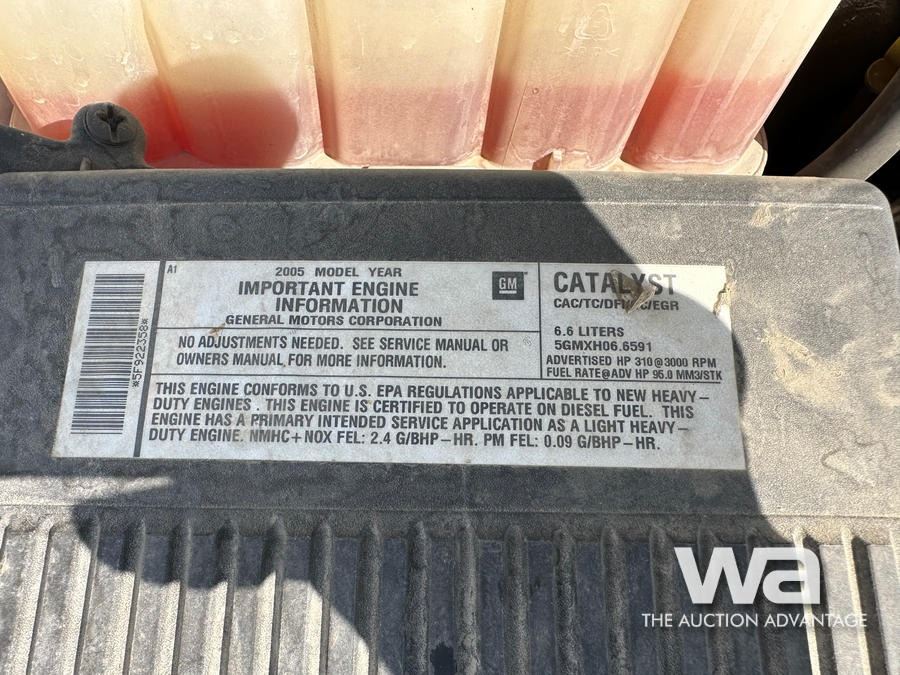 *5F922358*
A1
2005 MODEL YEAR
IMPORTANT ENGINE
INFORMATION
GENERAL MOTORS CORPORATION
GM
NO ADJUSTMENTS NEEDED. SEE SERVICE MANUAL OR
OWNERS MANUAL FOR MORE INFORMATION.
CATALYST
CAC/TC/EGR
6.6 LITERS
5GMXH06.6591
ADVERTISED HP 310@3000 RPM
FUEL RATE@ADV HP 95.0 MM3/STK
THIS ENGINE CONFORMS TO U.S. EPA REGULATIONS APPLICABLE TO NEW HEAVY–
DUTY ENGINES . THIS ENGINE IS CERTIFIED TO OPERATE ON DIESEL FUEL. THIS
ENGINE HAS A PRIMARY INTENDED SERVICE APPLICATION AS A LIGHT HEAVY–
DUTY ENGINE. NMHC+NOX FEL: 2.4 G/BHP–HR. PM FEL: 0.09 G/BHP–HR.
wa
THE AUCTION ADVANTAGE